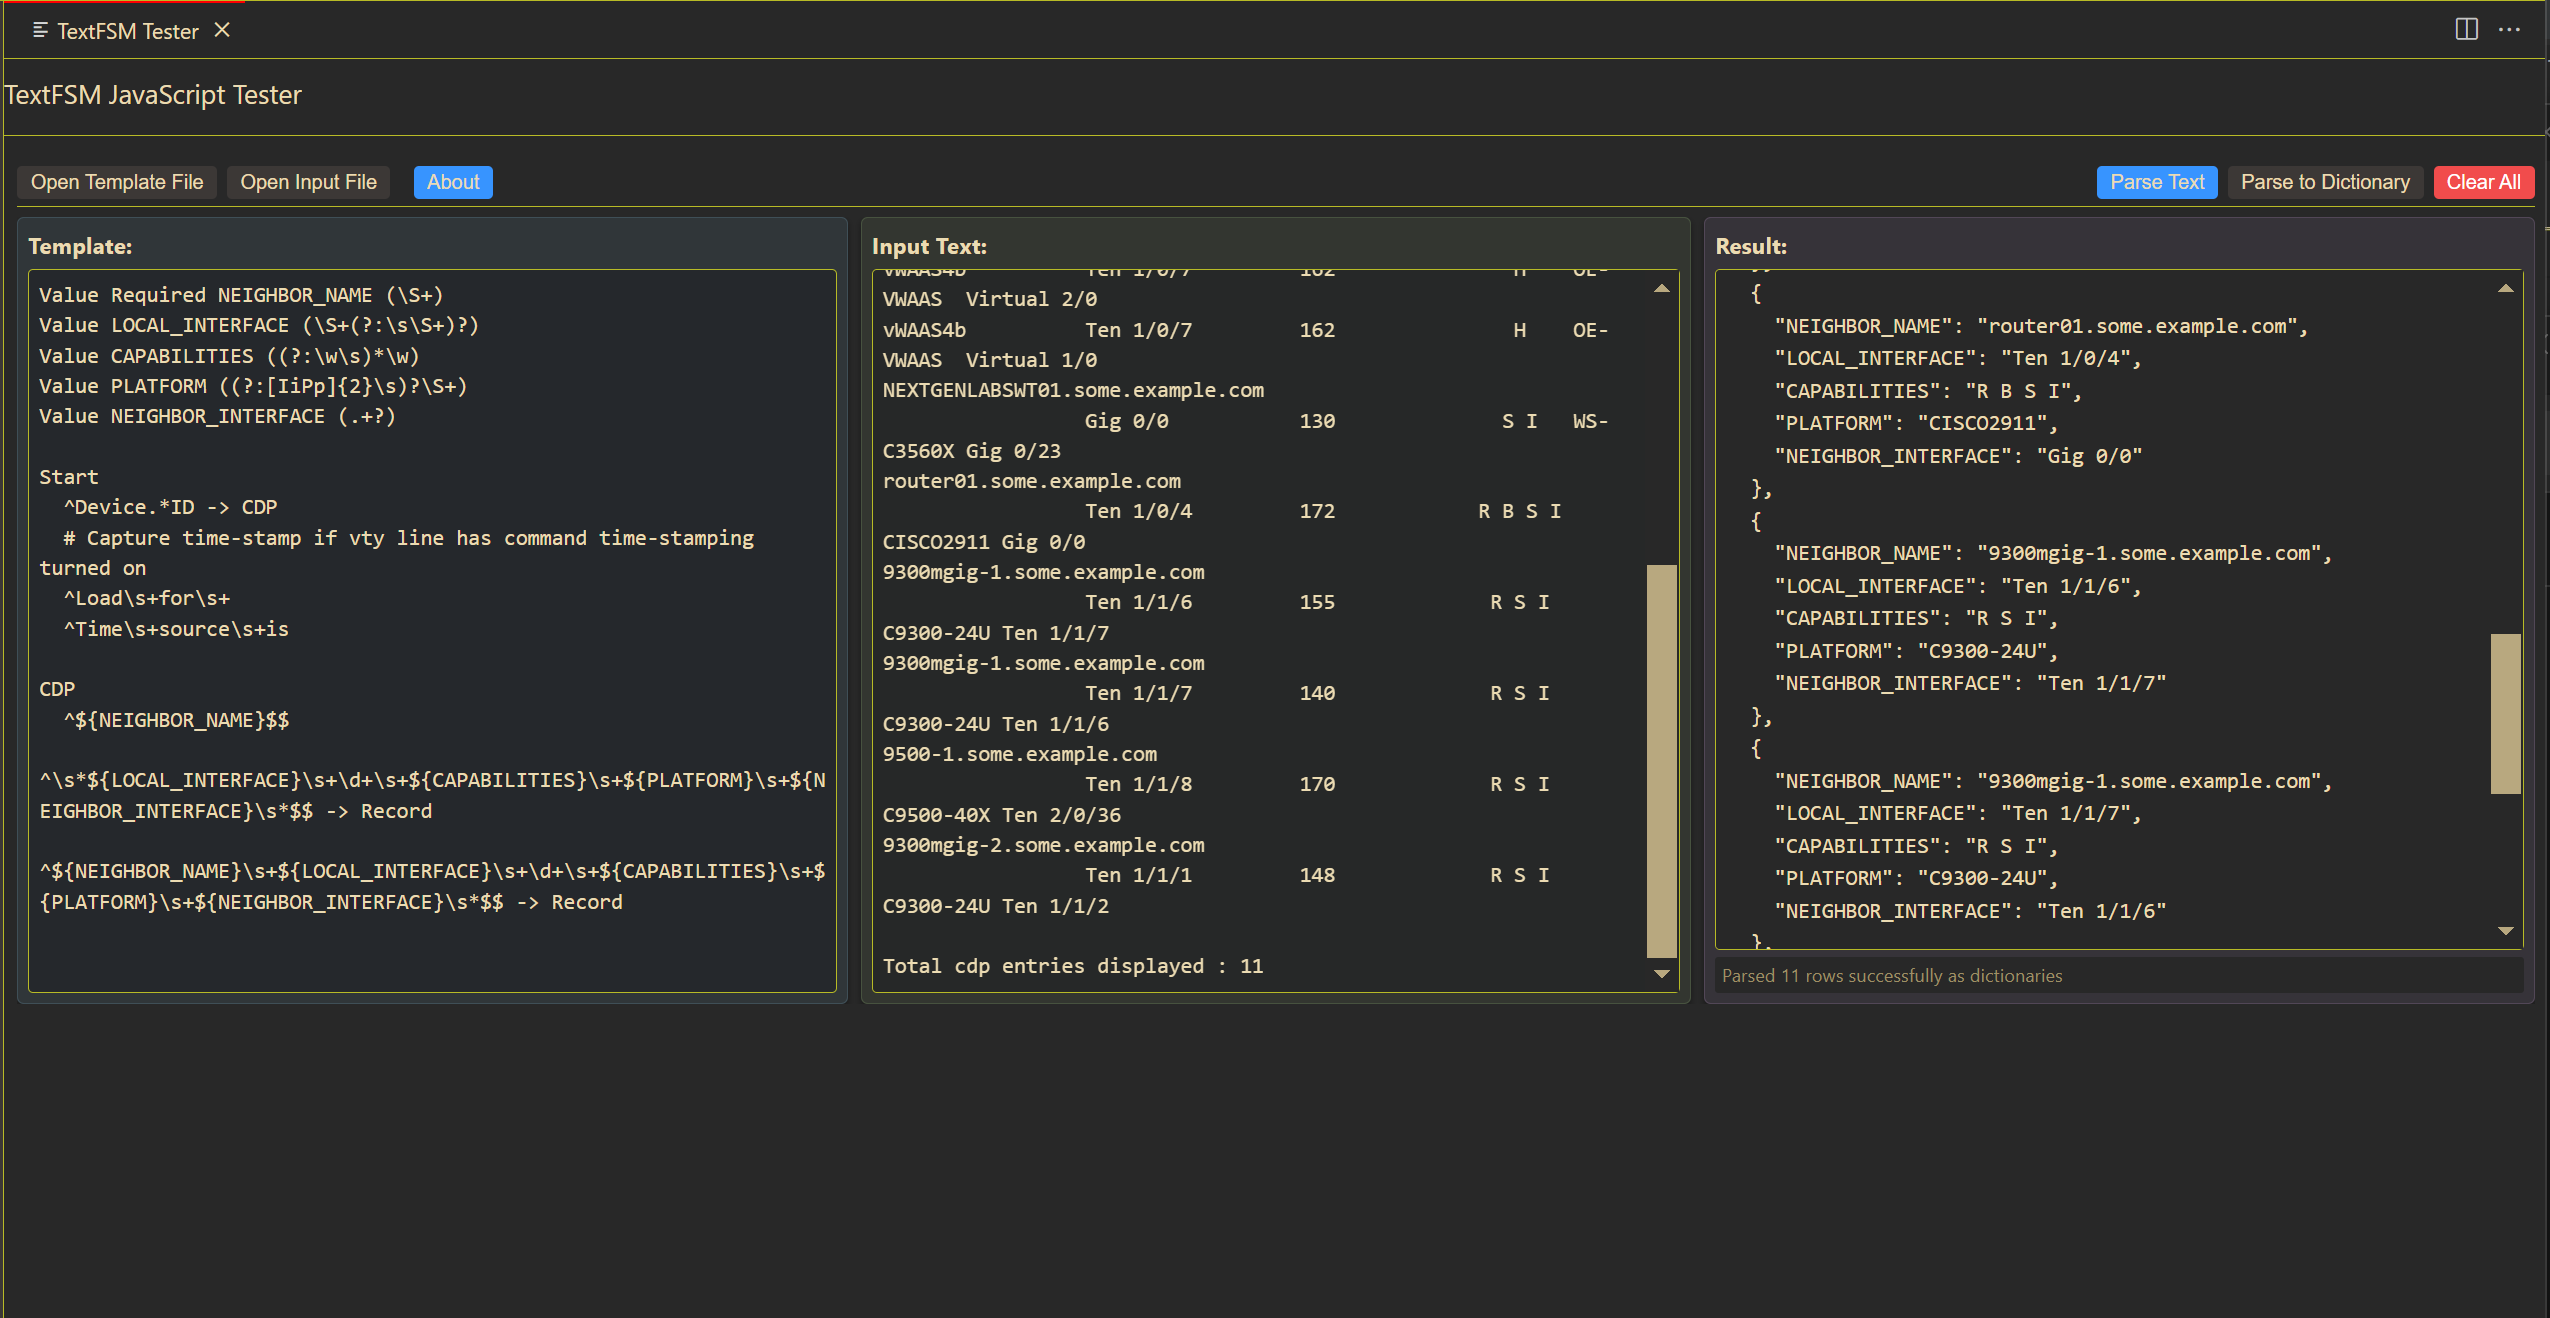 TextFSM Tester
TextFSM JavaScript Tester
Open Template File Open Input File About Parse Text Parse to Dictionary Clear All
Template:
Value Required NEIGHBOR_NAME (\S+)
Value LOCAL_INTERFACE (\S+(?:\s\S+)?)
Value CAPABILITIES ((?:\w\s)*\w)
Value PLATFORM ((?:[IiPp]{2}\s)?\S+)
Value NEIGHBOR_INTERFACE (.+?)
Start
^Device.*ID -> CDP
# Capture time-stamp if vty line has command time-stamping
turned on
^Load\s+for\s+
^Time\s+source\s+is
CDP
^${NEIGHBOR_NAME}$$
^\s*${LOCAL_INTERFACE}\s+\d+\s+${CAPABILITIES}\s+${PLATFORM}\s+${N
EIGHBOR_INTERFACE}\s*$$ -> Record
^${NEIGHBOR_NAME}\s+${LOCAL_INTERFACE}\s+\d+\s+${CAPABILITIES}\s+$
{PLATFORM}\s+${NEIGHBOR_INTERFACE}\s*$$ -> Record
Input Text:
vWAAS4b Ten 1/0/7 162 H OE-
VWAAS Virtual 2/0
vWAAS4b Ten 1/0/7 162 H OE-
VWAAS Virtual 1/0
NEXTGENLABSWT01.some.example.com
Gig 0/0 130 S I WS-
C3560X Gig 0/23
router01.some.example.com
Ten 1/0/4 172 R B S I
CISCO2911 Gig 0/0
9300mgig-1.some.example.com
Ten 1/1/6 155 R S I
C9300-24U Ten 1/1/7
9300mgig-1.some.example.com
Ten 1/1/7 140 R S I
C9300-24U Ten 1/1/6
9500-1.some.example.com
Ten 1/1/8 170 R S I
C9500-40X Ten 2/0/36
9300mgig-2.some.example.com
Ten 1/1/1 148 R S I
C9300-24U Ten 1/1/2
Total cdp entries displayed : 11
Result:
},
{
"NEIGHBOR_NAME": "router01.some.example.com",
"LOCAL_INTERFACE": "Ten 1/0/4",
"CAPABILITIES": "R B S I",
"PLATFORM": "CISCO2911",
"NEIGHBOR_INTERFACE": "Gig 0/0"
},
{
"NEIGHBOR_NAME": "9300mgig-1.some.example.com",
"LOCAL_INTERFACE": "Ten 1/1/6",
"CAPABILITIES": "R S I",
"PLATFORM": "C9300-24U",
"NEIGHBOR_INTERFACE": "Ten 1/1/7"
},
{
"NEIGHBOR_NAME": "9300mgig-1.some.example.com",
"LOCAL_INTERFACE": "Ten 1/1/7",
"CAPABILITIES": "R S I",
"PLATFORM": "C9300-24U",
"NEIGHBOR_INTERFACE": "Ten 1/1/6"
},
Parsed 11 rows successfully as dictionaries